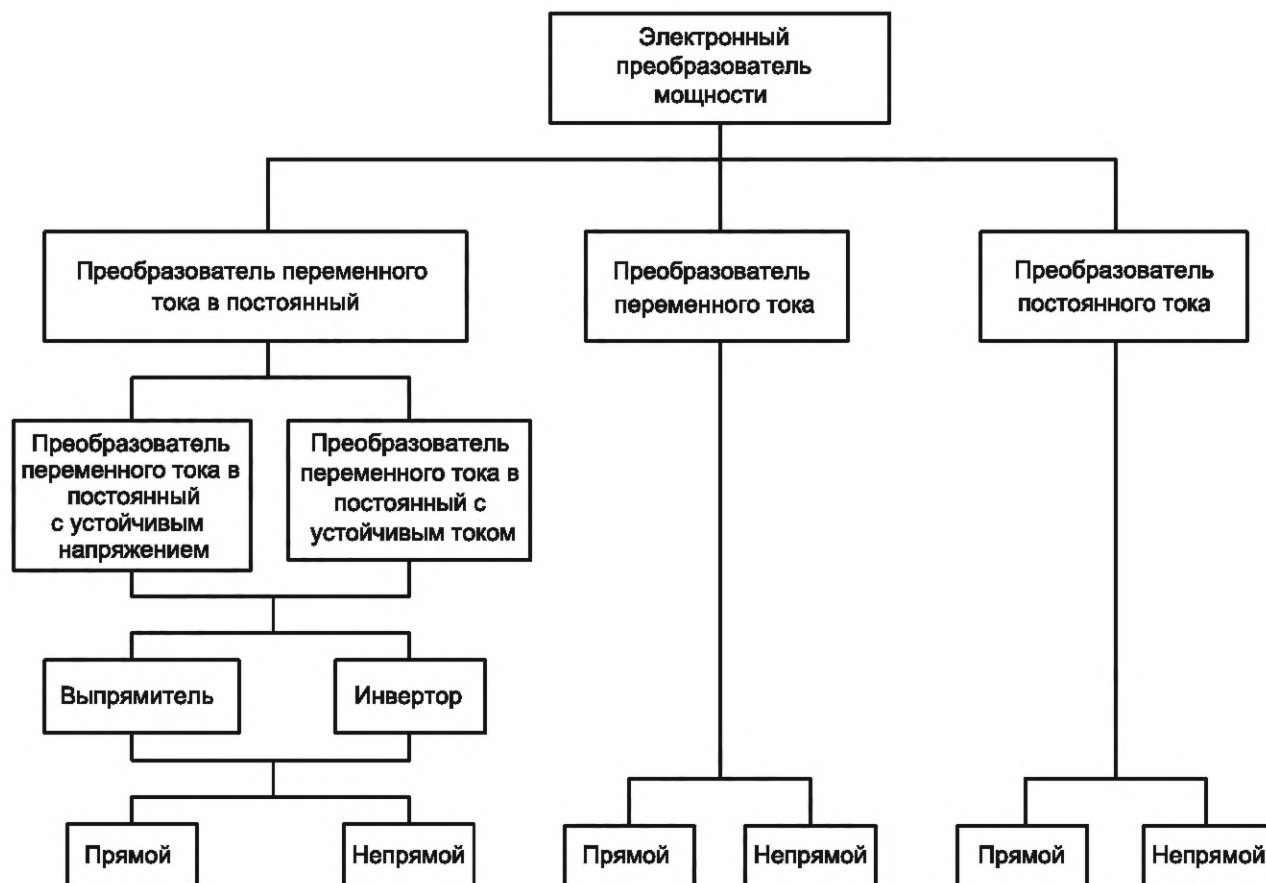 Электронный
преобразователь
мощности
Преобразователь переменного
тока в постоянный
Преобразователь
переменного тока
Преобразователь
постоянного тока
Преобразователь
переменного тока в
постоянный
с устойчивым
напряжением
Преобразователь
переменного тока в
постоянный с
устойчивым током
Выпрямитель
Инвертор
Прямой
Непрямой
Прямой
Непрямой
Прямой
Непрямой